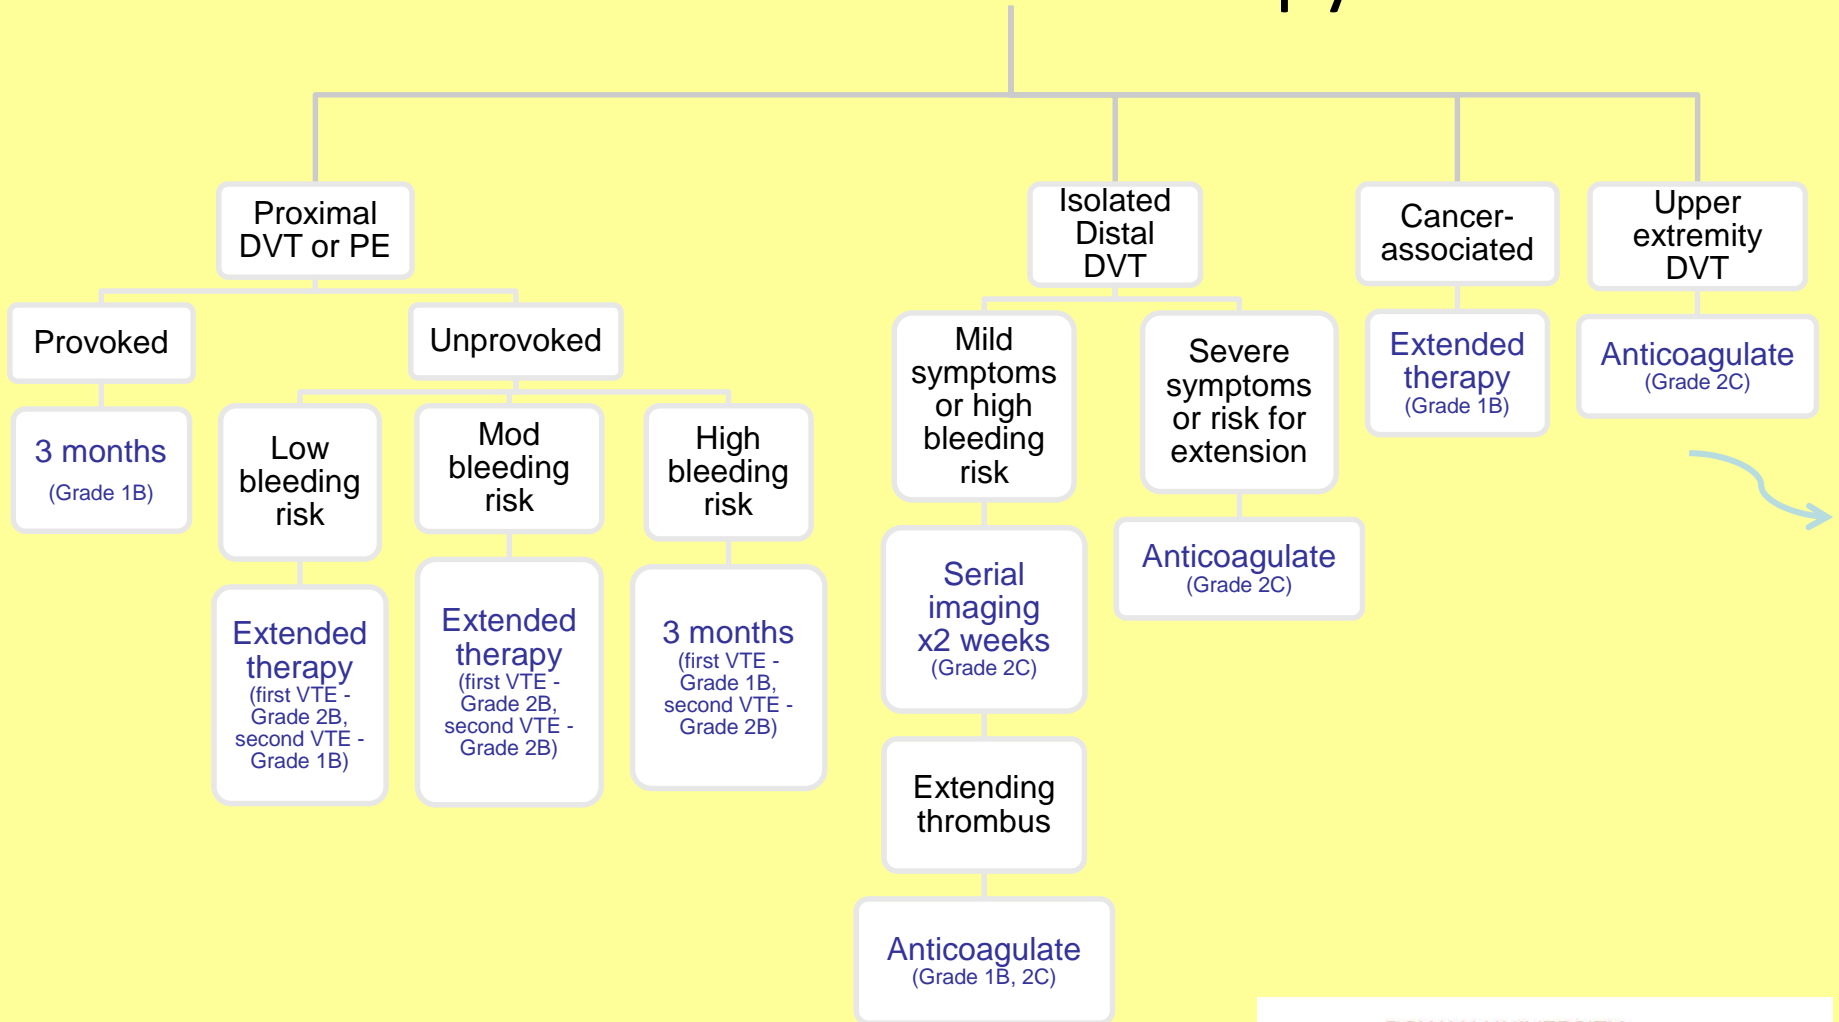 Proximal
DVT or PE
Provoked
3 months
(Grade 1B)
Unprovoked
Low
bleeding
risk
Extended
therapy
(first VTE -
Grade 2B,
second VTE -
Grade 1B)
Mod
bleeding
risk
Extended
therapy
(first VTE -
Grade 2B,
second VTE -
Grade 2B)
High
bleeding
risk
3 months
(first VTE -
Grade 1B,
second VTE -
Grade 2B)
Isolated
Distal
DVT
Mild
symptoms
or high
bleeding
risk
Serial
imaging
x2 weeks
(Grade 2C)
Extending
thrombus
Anticoagulate
(Grade 1B, 2C)
Severe
symptoms
or risk for
extension
Anticoagulate
(Grade 2C)
Cancer-
associated
Extended
therapy
(Grade 1B)
Upper
extremity
DVT
Anticoagulate
(Grade 2C)